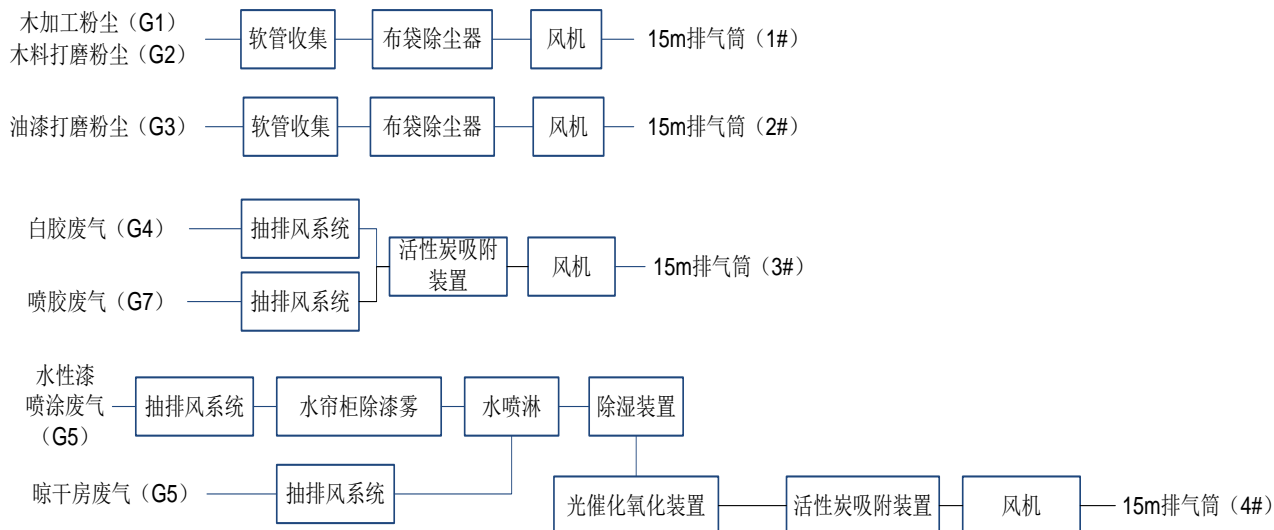 木加工粉尘（G1）
木料打磨粉尘（G2）
软管收集
布袋除尘器
风机
15m排气筒（1#）
油漆打磨粉尘（G3）
软管收集
布袋除尘器
风机
15m排气筒（2#）
白胶废气（G4）
抽排风系统
喷胶废气（G7）
抽排风系统
活性炭吸附
装置
风机
15m排气筒（3#）
水性漆
喷涂废气
（G5）
抽排风系统
水帘柜除漆雾
水喷淋
除湿装置
晾干房废气（G5）
抽排风系统
光催化氧化装置
活性炭吸附装置
风机
15m排气筒（4#）